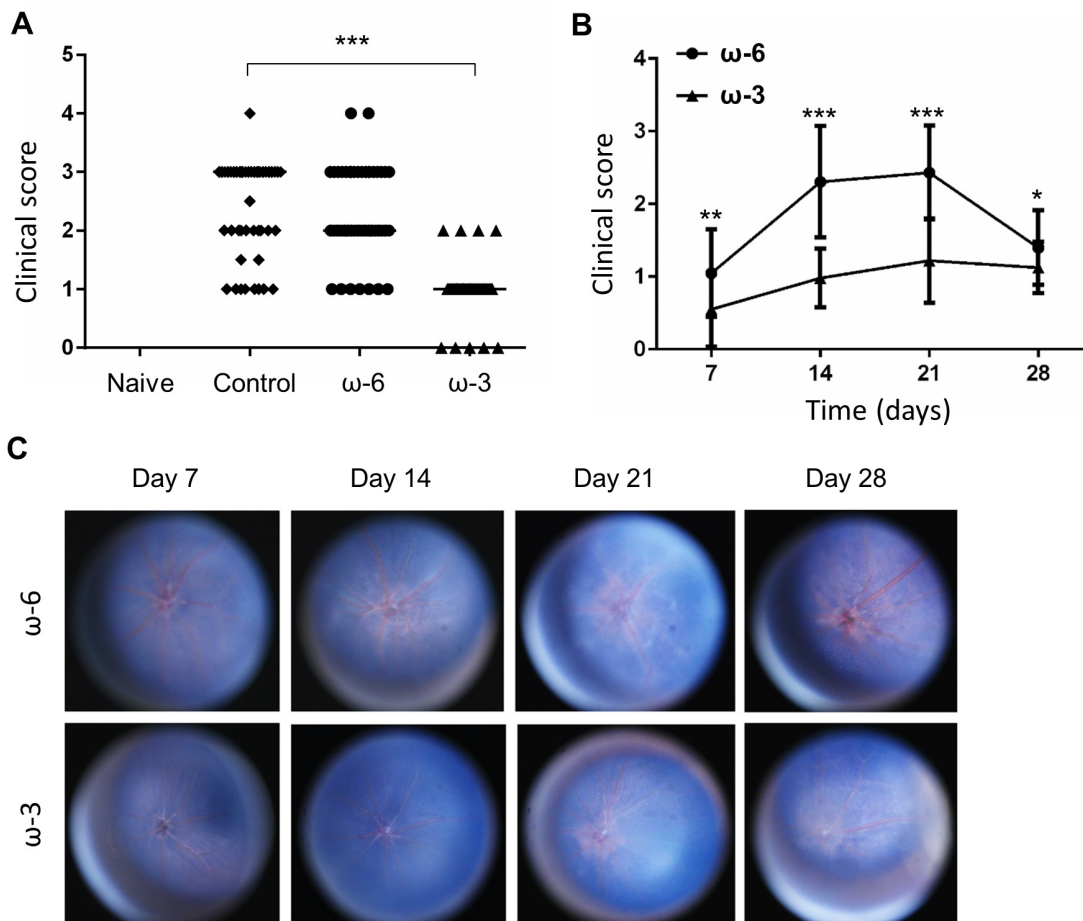 A
Clinical score
5
4
3
2
1
0
***
Naive Control ω-6 ω-3
B
Clinical score
4
3
2
1
0
ω-6
ω-3
** *** *** *
7 14 21 28
Time (days)
C
Day 7 Day 14 Day 21 Day 28
ω-6
ω-3